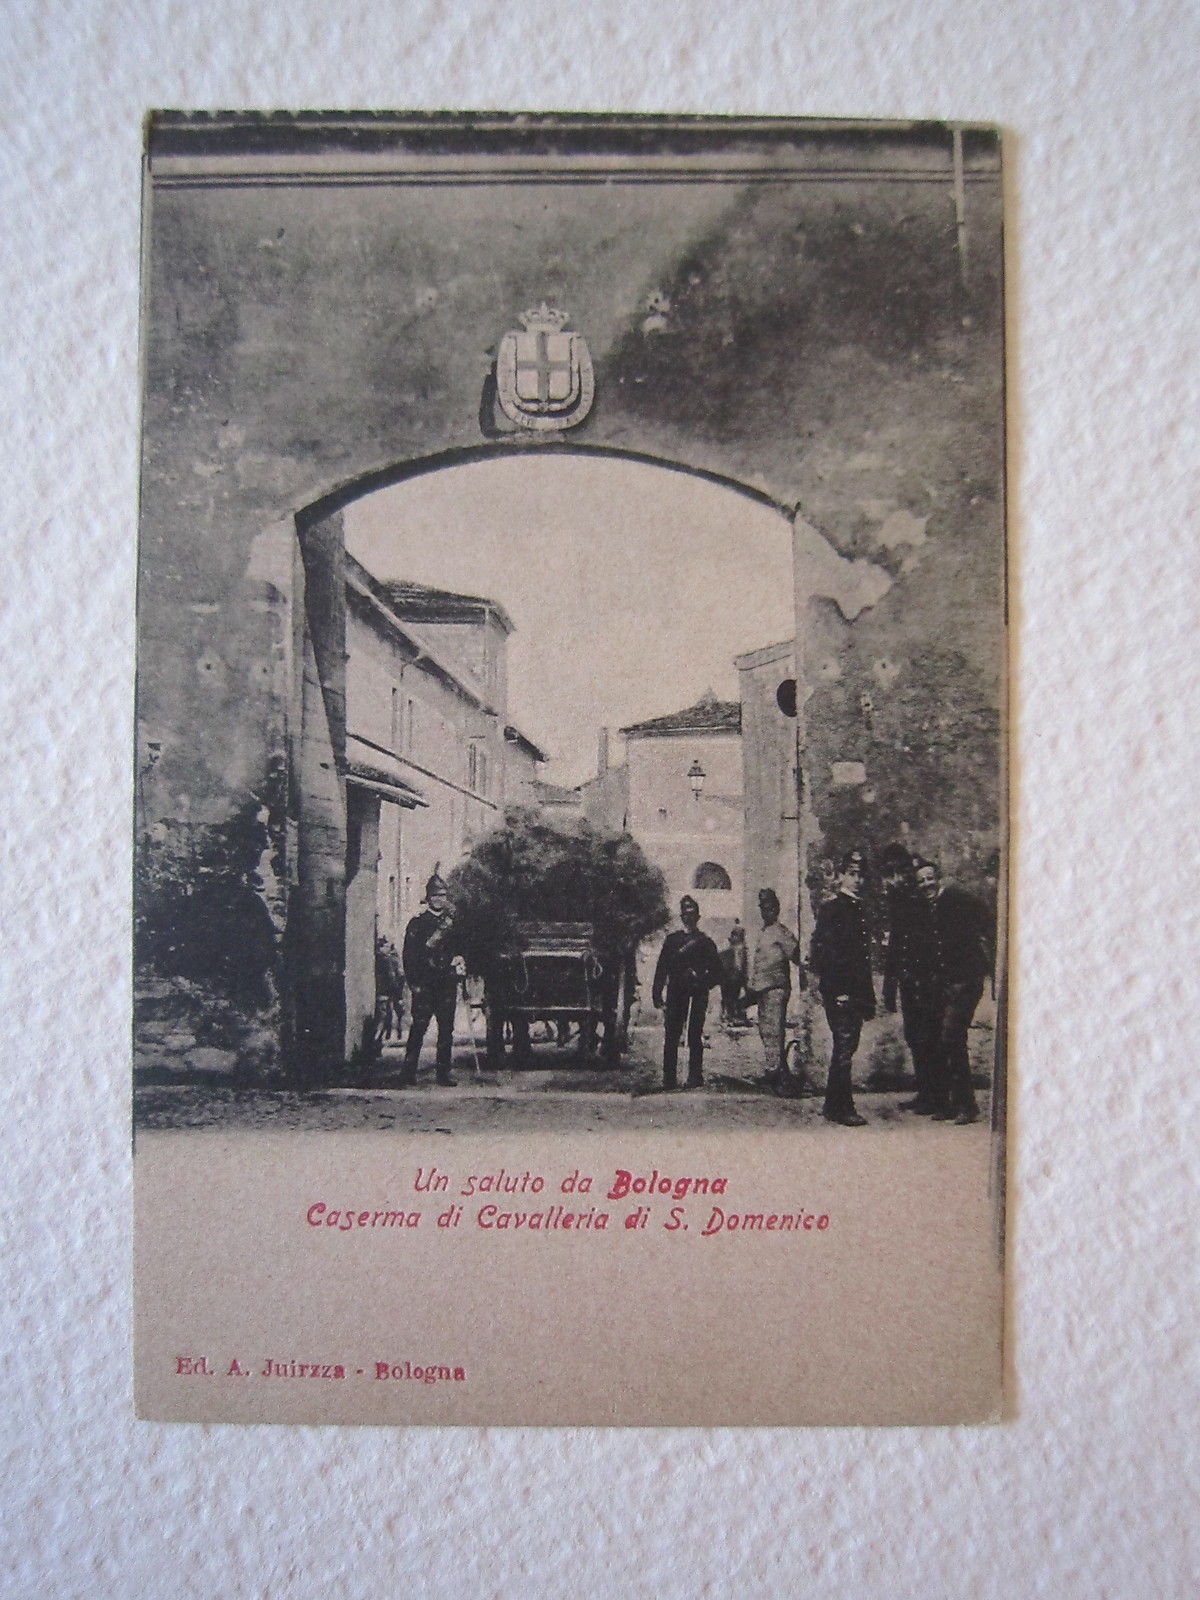 Un saluto da Bologna
Caserma di Cavalleria di S. Domenico
Ed. A. Juirzza - Bologna